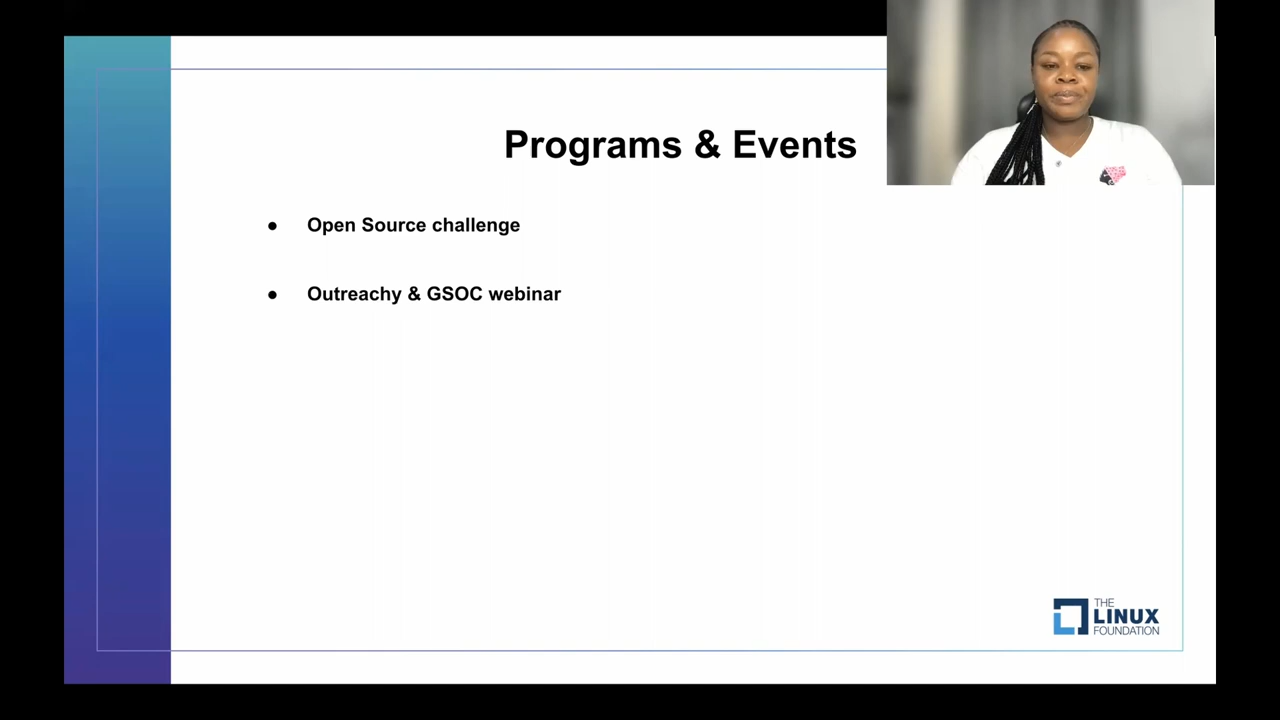 Programs & Events
● Open Source challenge
● Outreachy & GSOC webinar
THE
LINUX
FOUNDATION